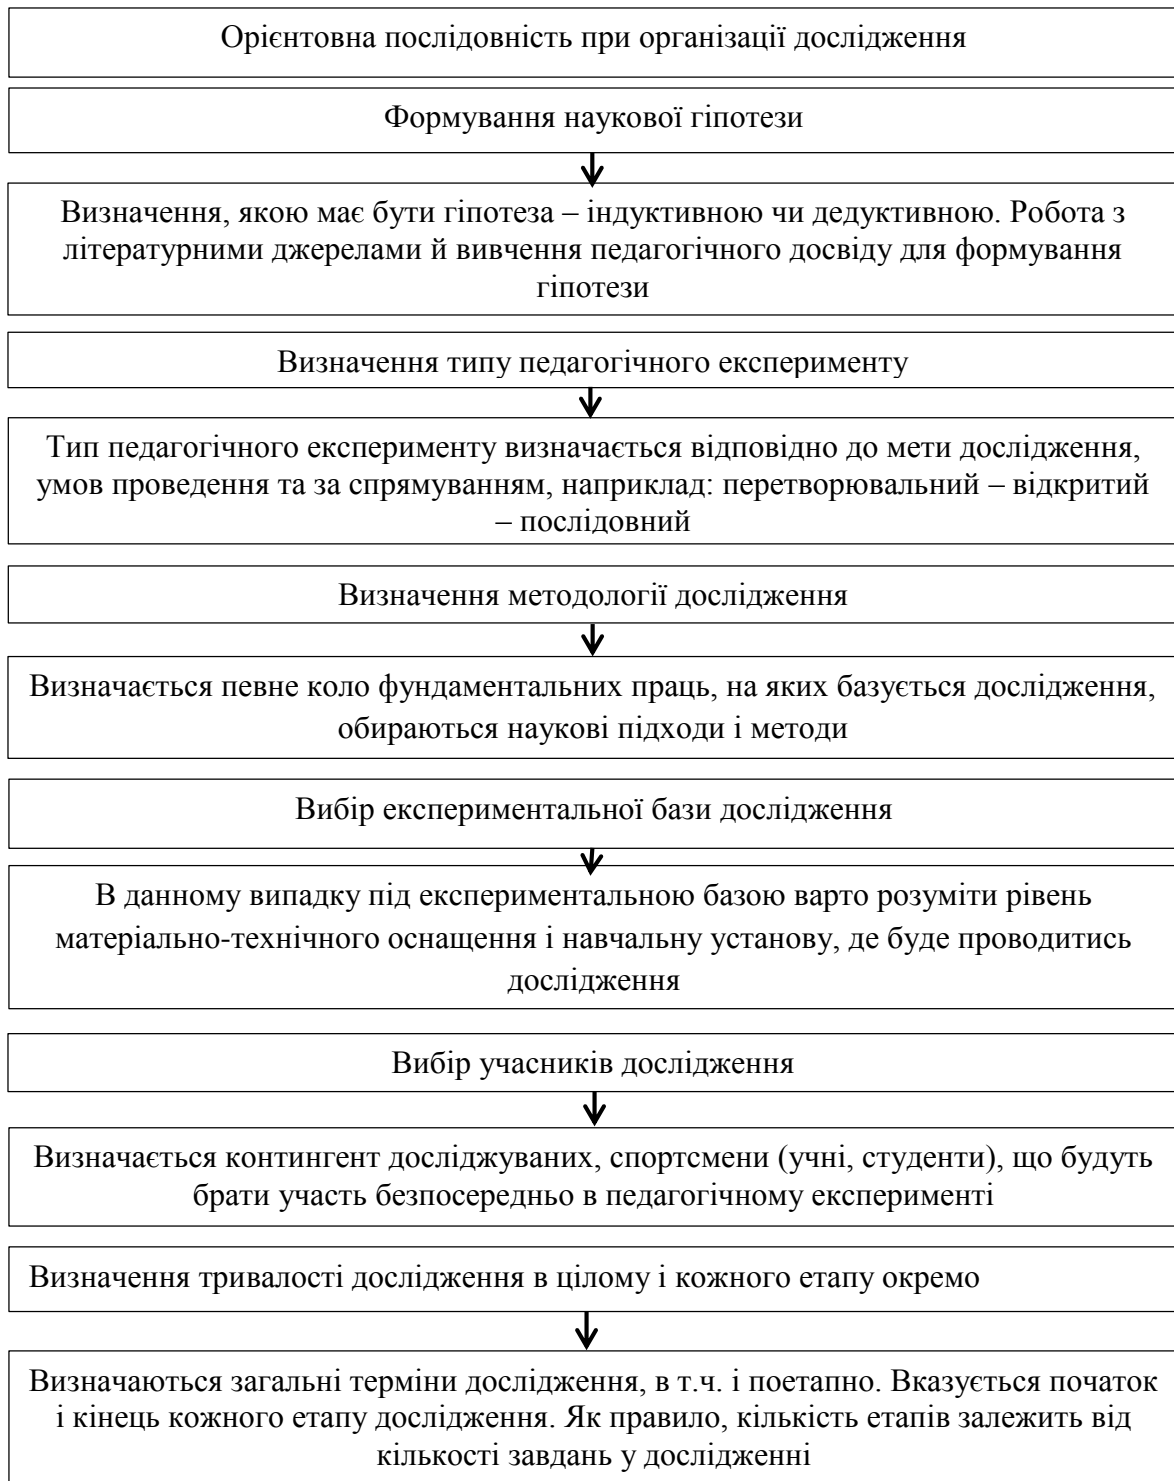 Орієнтовна послідовність при організації дослідження
Формування наукової гіпотези
Визначення, якою має бути гіпотеза – індуктивною чи дедуктивною. Робота з
літературними джерелами й вивчення педагогічного досвіду для формування
гіпотези
Визначення типу педагогічного експерименту
Тип педагогічного експерименту визначається відповідно до мети дослідження,
умов проведення та за спрямуванням, наприклад: перетворювальний – відкритий
– послідовний
Визначення методології дослідження
Визначається певне коло фундаментальних праць, на яких базується дослідження,
обираються наукові підходи і методи
Вибір експериментальної бази дослідження
В данному випадку під експериментальною базою варто розуміти рівень
матеріально-технічного оснащення і навчальну установу, де буде проводитись
дослідження
Вибір учасників дослідження
Визначається контингент досліджуваних, спортсмени (учні, студенти), що будуть
брати участь безпосередньо в педагогічному експерименті
Визначення тривалості дослідження в цілому і кожного етапу окремо
Визначаються загальні терміни дослідження, в т.ч. і поетапно. Вказується початок
і кінець кожного етапу дослідження. Як правило, кількість етапів залежить від
кількості завдань у дослідженні